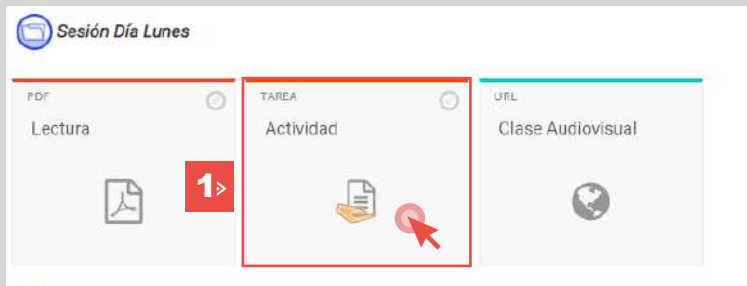 Sesión Día Lunes
PDF
Lectura
1>
TAREA
Actividad
URL
Clase Audiovisual